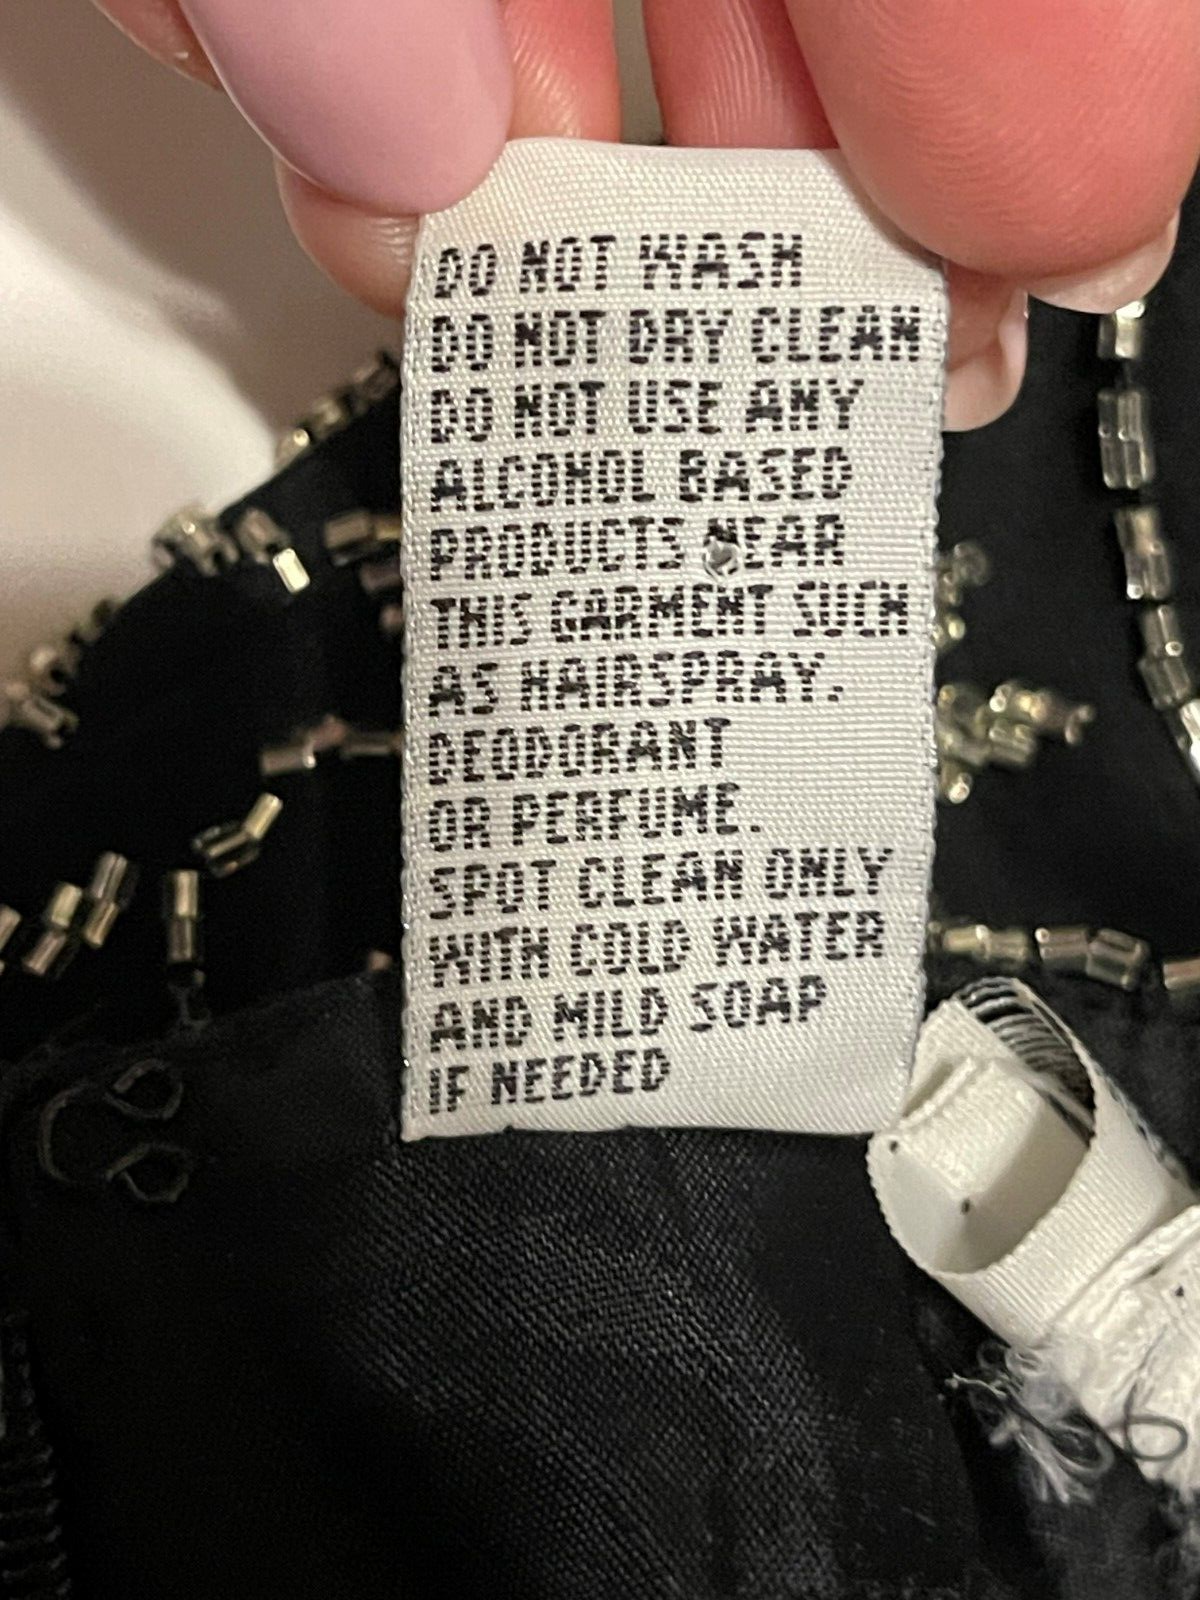 DO NOT WASH
DO NOT DRY CLEAN
DO NOT USE ANY
ALCOHOL BASED
PRODUCTS NEAR
THIS GARMENT SUCH
AS HAIRSPRAY,
DEODORANT
OR PERFUME.
SPOT CLEAN ONLY
WITH COLD WATER
AND MILD SOAP
IF NEEDED